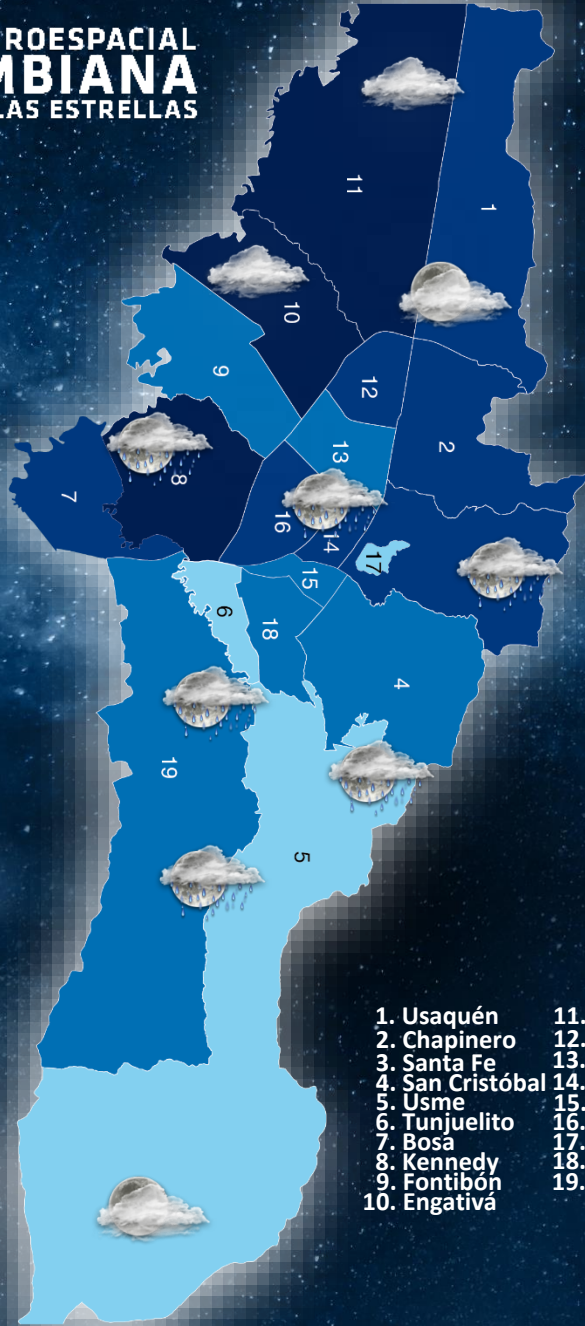 ROESPACIAL
MBIANA
LAS ESTRELLAS
11
1
10
9
12
2
13
8
16
7
14
17
15
6
18
4
19
5
1. Usaquén 11.
2. Chapinero 12.
3. Santa Fe 13.
4. San Cristóbal 14.
5. Usme 15.
6. Tunjuelito 16.
7. Bosa 17.
8. Kennedy 18.
9. Fontibón 19.
10. Engativá